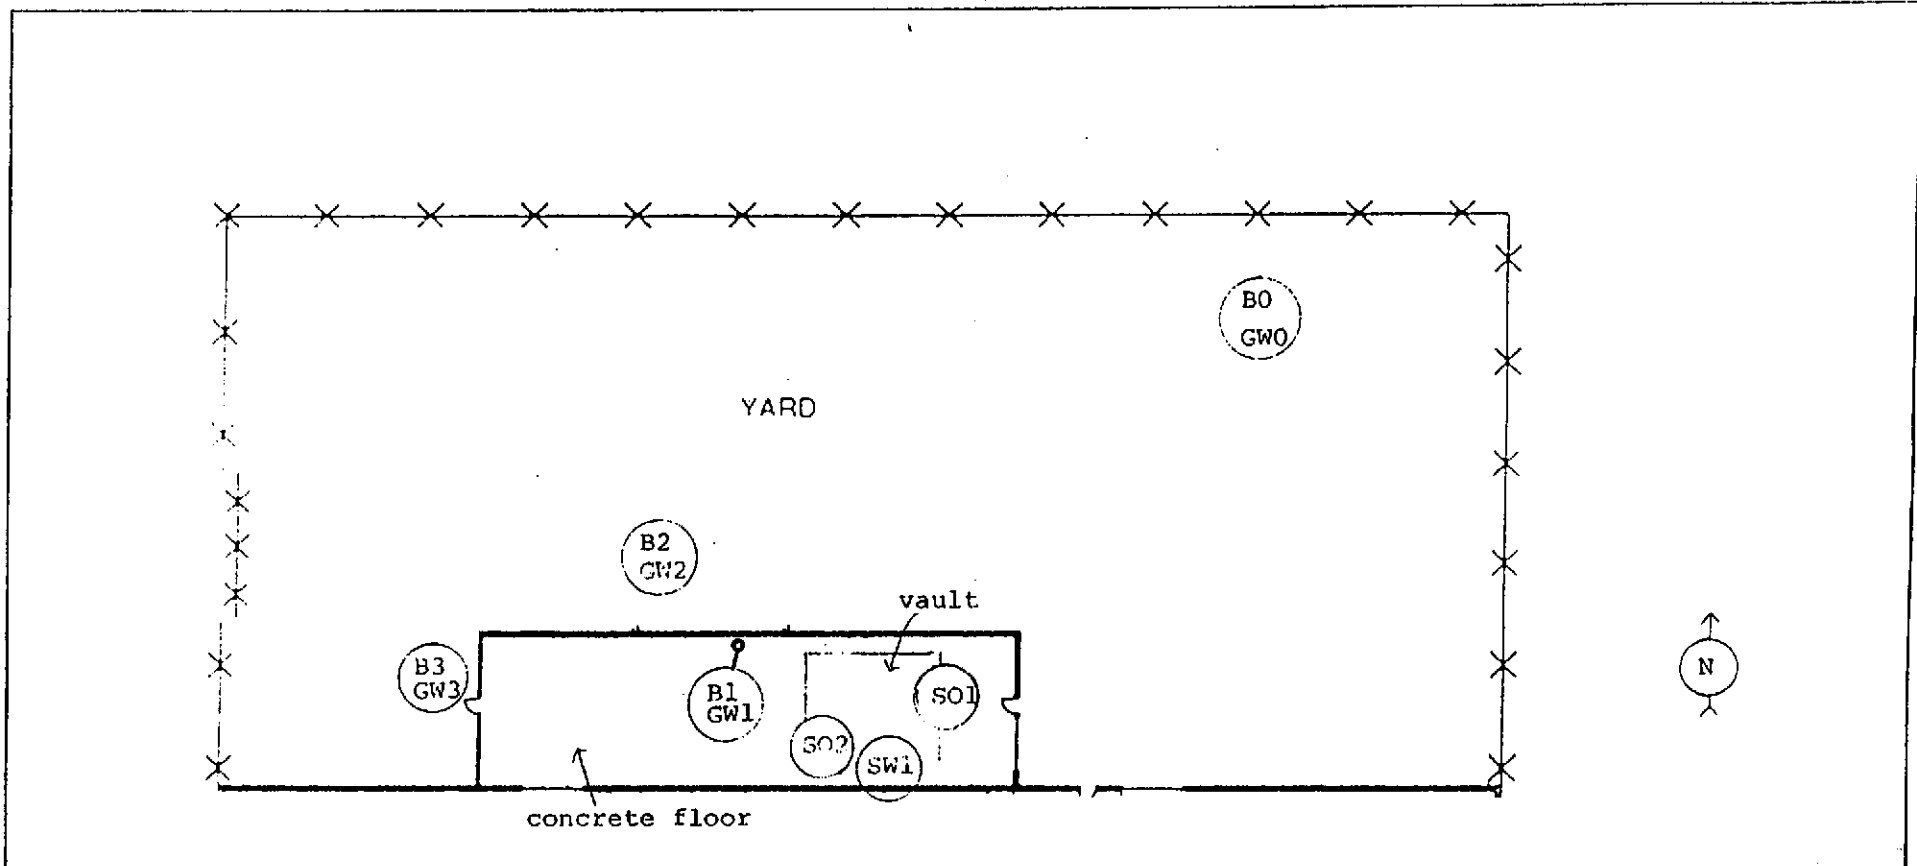 B0
GW0
YARD
B2
GW2
vault
B3
GW3
B1
GW1
SO1
N
SO2
SW1
concrete floor